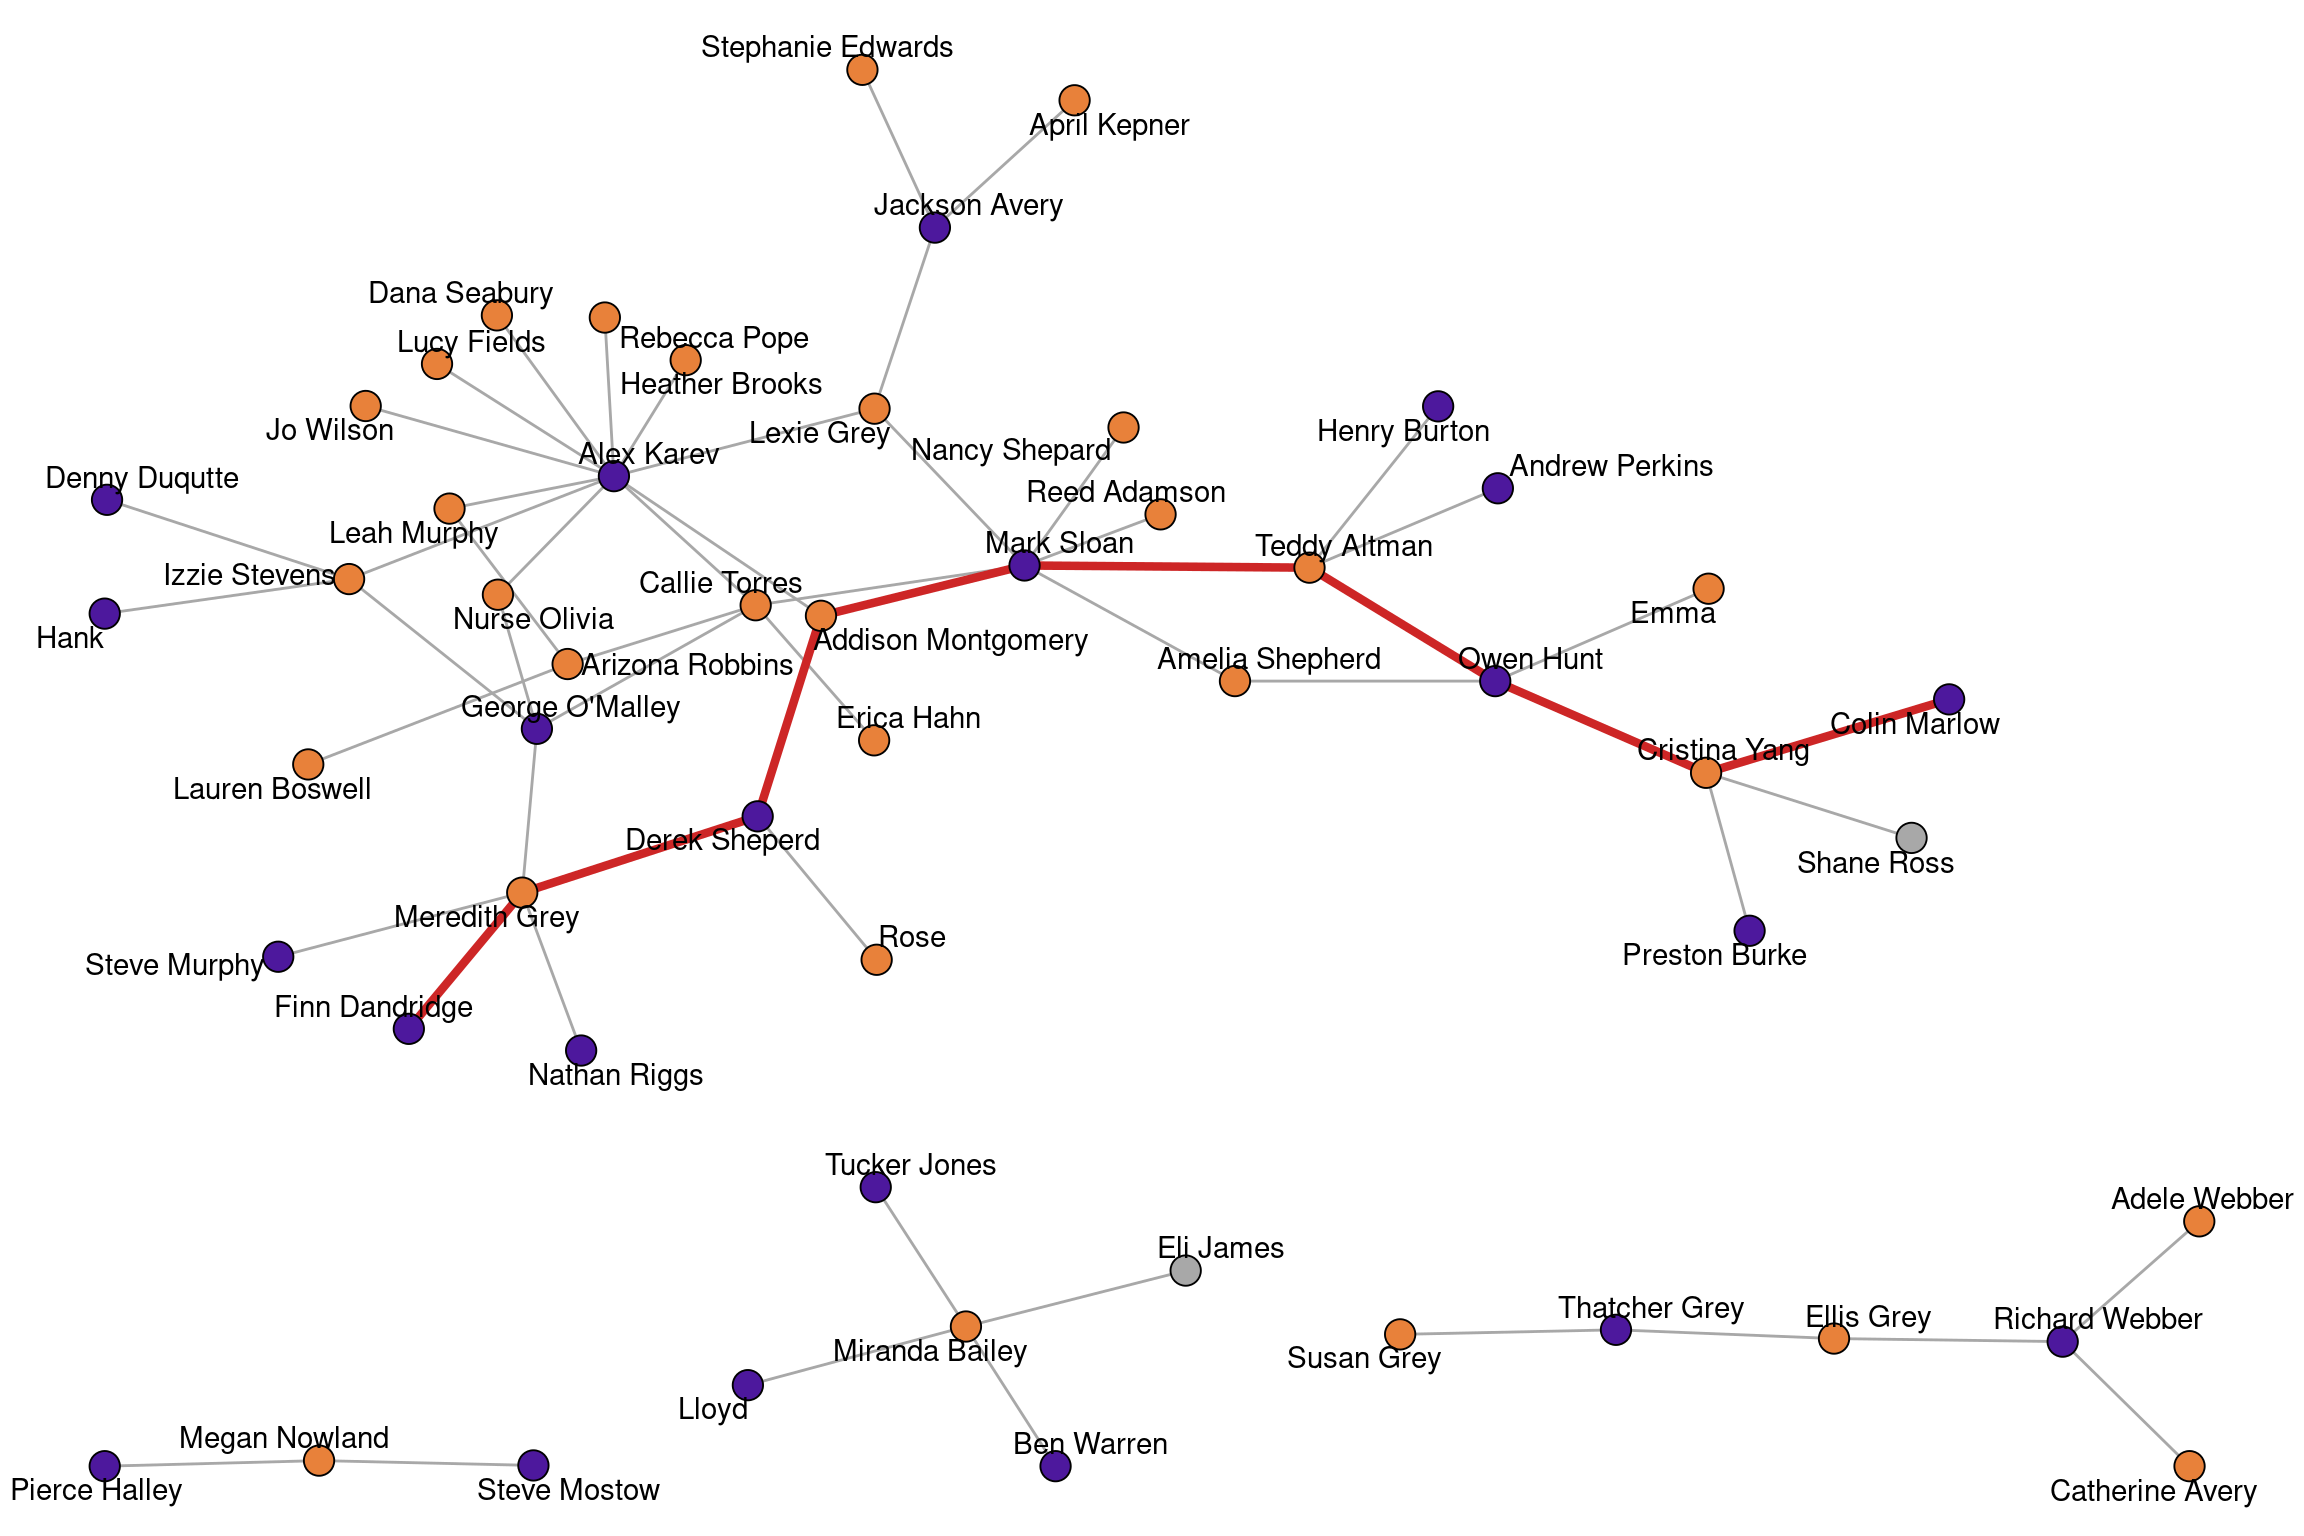 Stephanie Edwards
April Kepner
Jackson Avery
Dana Seabury
Rebecca Pope
Lucy Fields
Heather Brooks
Jo Wilson
Lexie Grey
Henry Burton
Nancy Shepard
Alex Karev
Andrew Perkins
Denny Duqutte
Reed Adamson
Leah Murphy
Mark Sloan
Teddy Altman
Izzie Stevens
Callie Torres
Emma
Nurse Olivia
Hank
Addison Montgomery
Amelia Shepherd
Owen Hunt
Arizona Robbins
George O'Malley
Erica Hahn
Colin Marlow
Cristina Yang
Lauren Boswell
Derek Sheperd
Shane Ross
Meredith Grey
Rose
Preston Burke
Steve Murphy
Finn Dandridge
Nathan Riggs
Tucker Jones
Adele Webber
Eli James
Thatcher Grey
Ellis Grey
Richard Webber
Miranda Bailey
Susan Grey
Lloyd
Megan Nowland
Ben Warren
Pierce Halley
Steve Mostow
Catherine Avery